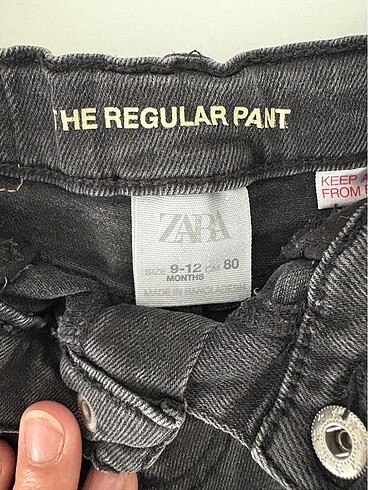 THE REGULAR PANT
ZARA
SIZE 9-12 CM 80
MONTHS
MADE IN BANGLADESH
KEEP A
FROM F